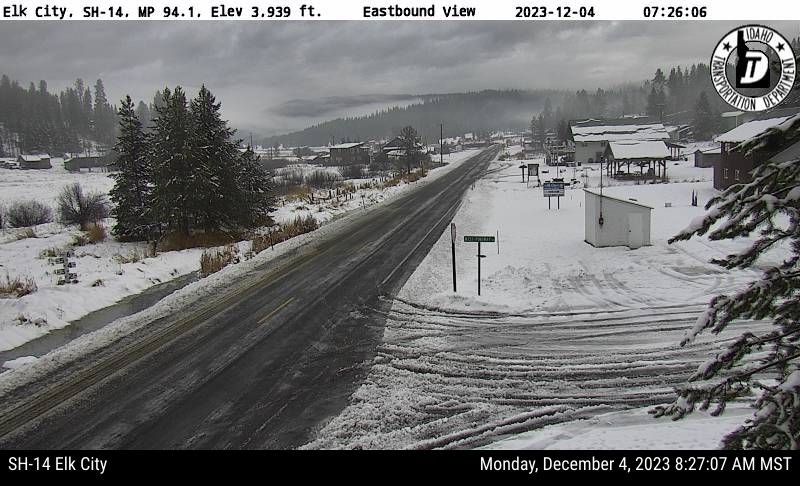 Elk City, SH-14, MP 94.1, Elev 3,939 ft. Eastbound View 2023-12-04 07:26:06
IDAHO
TRANSPORTATION DEPARTMENT
SH-14 Elk City Monday, December 4, 2023 8:27:07 AM MST